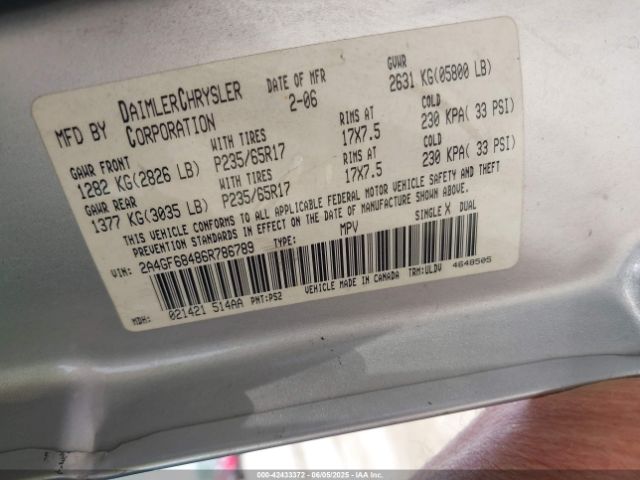 MFD BY DAIMLERCHRYSLER CORPORATION DATE OF MFR 2-06 GVWR 2631 KG(05800 LB)
GAWR FRONT WITH TIRES RIMS AT COLD
1282 KG(2826 LB) P235/65R17 17X7.5 230 KPA( 33 PSI)
GAWR REAR WITH TIRES RIMS AT COLD
1377 KG(3035 LB) P235/65R17 17X7.5 230 KPA( 33 PSI)
THIS VEHICLE CONFORMS TO ALL APPLICABLE FEDERAL MOTOR VEHICLE SAFETY AND THEFT
PREVENTION STANDARDS IN EFFECT ON THE DATE OF MANUFACTURE SHOWN ABOVE.
VIN: 2A4GF68486R786789 TYPE: MPV SINGLE X DUAL
MDH: 021421 514AA PNT:PS2 VEHICLE MADE IN CANADA TRM:ULDV 4648505
000-42433372 | 06/05/2025 - IAA, Inc.